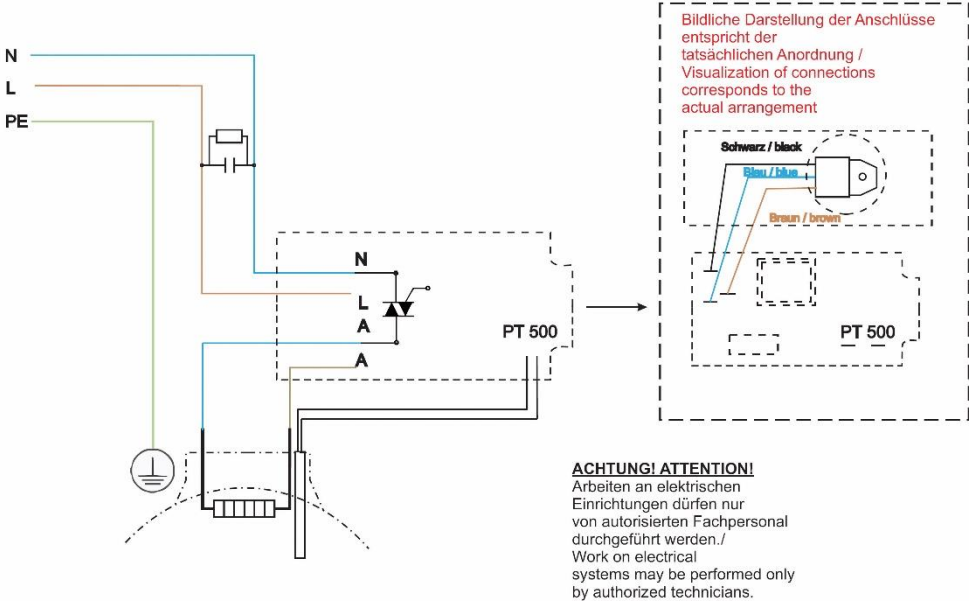 N
L
PE
N
L
A
A
PT 500
Bildliche Darstellung der Anschlüsse
entspricht der
tatsächlichen Anordnung /
Visualization of connections
corresponds to the
actual arrangement
Schwarz / black
Blau / blue
Braun / brown
PT 500
ACHTUNG! ATTENTION!
Arbeiten an elektrischen
Einrichtungen dürfen nur
von autorisierten Fachpersonal
durchgeführt werden./
Work on electrical
systems may be performed only
by authorized technicians.